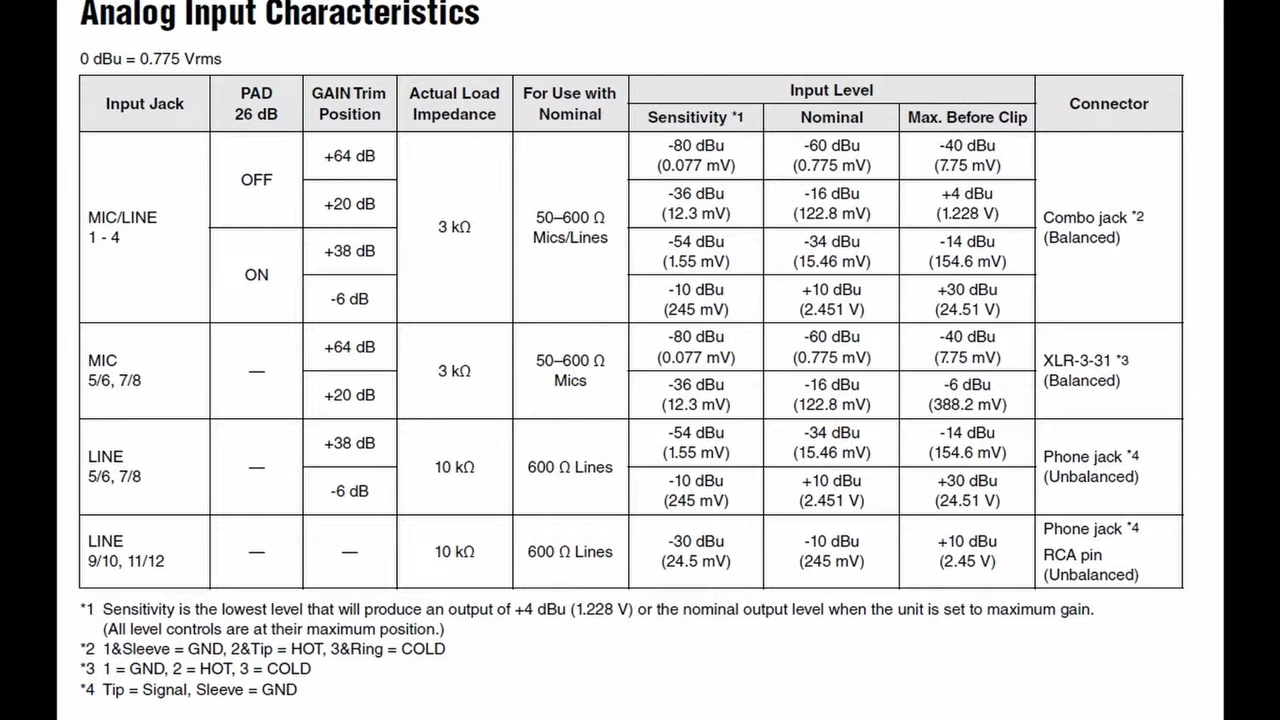 Analog Input Characteristics
0 dBu = 0.775 Vrms
Input Jack
PAD
26 dB
GAIN Trim
Position
Actual Load
Impedance
For Use with
Nominal
Input Level
Sensitivity *1
Nominal
Max. Before Clip
Connector
MIC/LINE
1 - 4
OFF
+64 dB
3 kΩ
50–600 Ω
Mics/Lines
-80 dBu
(0.077 mV)
-60 dBu
(0.775 mV)
-40 dBu
(7.75 mV)
Combo jack *2
(Balanced)
+20 dB
-36 dBu
(12.3 mV)
-16 dBu
(122.8 mV)
+4 dBu
(1.228 V)
ON
+38 dB
-54 dBu
(1.55 mV)
-34 dBu
(15.46 mV)
-14 dBu
(154.6 mV)
-6 dB
-10 dBu
(245 mV)
+10 dBu
(2.451 V)
+30 dBu
(24.51 V)
MIC
5/6, 7/8
—
+64 dB
3 kΩ
50–600 Ω
Mics
-80 dBu
(0.077 mV)
-60 dBu
(0.775 mV)
-40 dBu
(7.75 mV)
XLR-3-31 *3
(Balanced)
+20 dB
-36 dBu
(12.3 mV)
-16 dBu
(122.8 mV)
-6 dBu
(388.2 mV)
LINE
5/6, 7/8
—
+38 dB
10 kΩ
600 Ω Lines
-54 dBu
(1.55 mV)
-34 dBu
(15.46 mV)
-14 dBu
(154.6 mV)
Phone jack *4
(Unbalanced)
-6 dB
-10 dBu
(245 mV)
+10 dBu
(2.451 V)
+30 dBu
(24.51 V)
LINE
9/10, 11/12
—
—
10 kΩ
600 Ω Lines
-30 dBu
(24.5 mV)
-10 dBu
(245 mV)
+10 dBu
(2.45 V)
Phone jack *4
RCA pin
(Unbalanced)
*1 Sensitivity is the lowest level that will produce an output of +4 dBu (1.228 V) or the nominal output level when the unit is set to maximum gain.
(All level controls are at their maximum position.)
*2 1&Sleeve = GND, 2&Tip = HOT, 3&Ring = COLD
*3 1 = GND, 2 = HOT, 3 = COLD
*4 Tip = Signal, Sleeve = GND